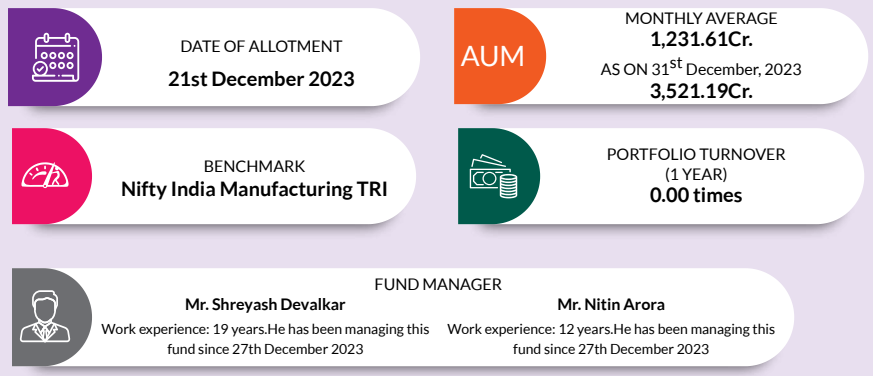 DATE OF ALLOTMENT
21st December 2023
AUM
MONTHLY AVERAGE
1,231.61Cr.
AS ON 31st December, 2023
3,521.19Cr.
BENCHMARK
Nifty India Manufacturing TRI
PORTFOLIO TURNOVER
(1 YEAR)
0.00 times
FUND MANAGER
Mr. Shreyash Devalkar
Work experience: 19 years.He has been managing this
fund since 27th December 2023
Mr. Nitin Arora
Work experience: 12 years.He has been managing this
fund since 27th December 2023